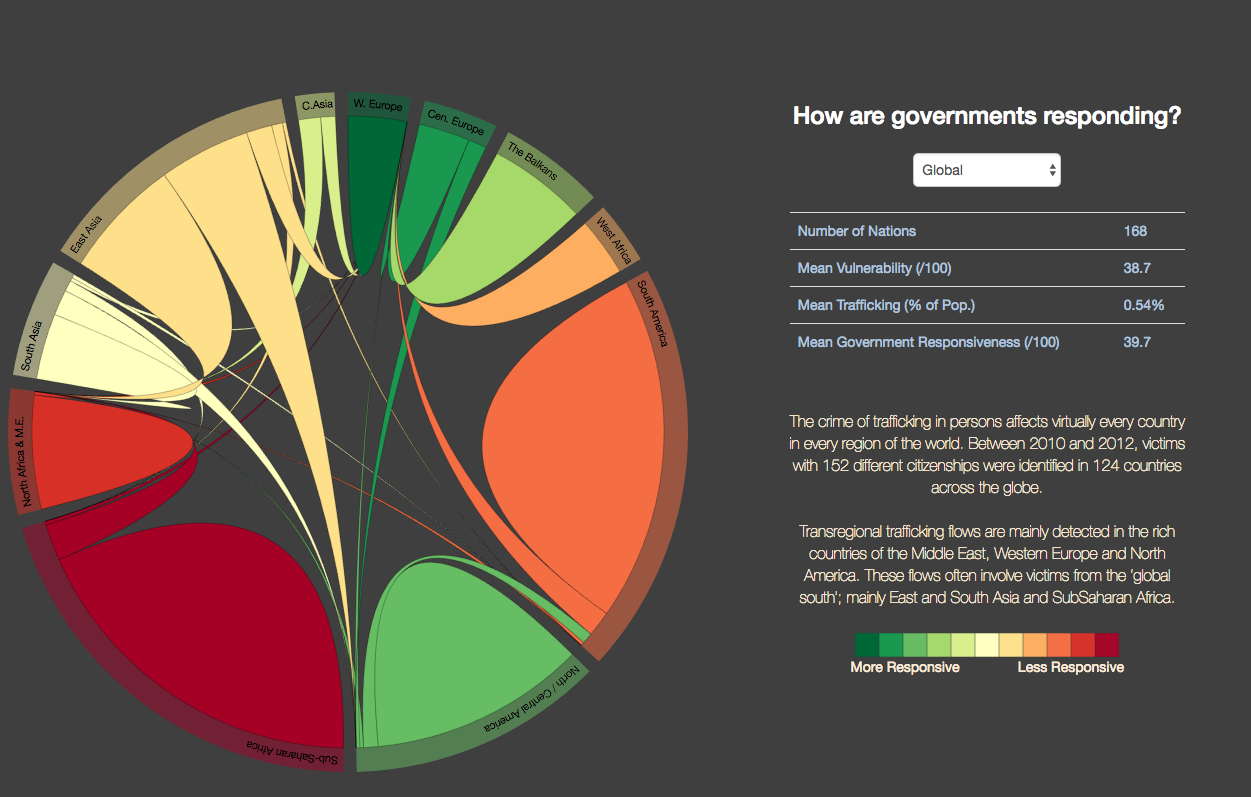 C.Asia
W. Europe
Cen. Europe
The Balkans
West Africa
South America
North / Central America
Sub-Saharan Africa
North Africa & M.E.
South Asia
East Asia
How are governments responding?
Global
Number of Nations 168
Mean Vulnerability (/100) 38.7
Mean Trafficking (% of Pop.) 0.54%
Mean Government Responsiveness (/100) 39.7
The crime of trafficking in persons affects virtually every country
in every region of the world. Between 2010 and 2012, victims
with 152 different citizenships were identified in 124 countries
across the globe.
Transregional trafficking flows are mainly detected in the rich
countries of the Middle East, Western Europe and North
America. These flows often involve victims from the 'global
south'; mainly East and South Asia and SubSaharan Africa.
More Responsive Less Responsive